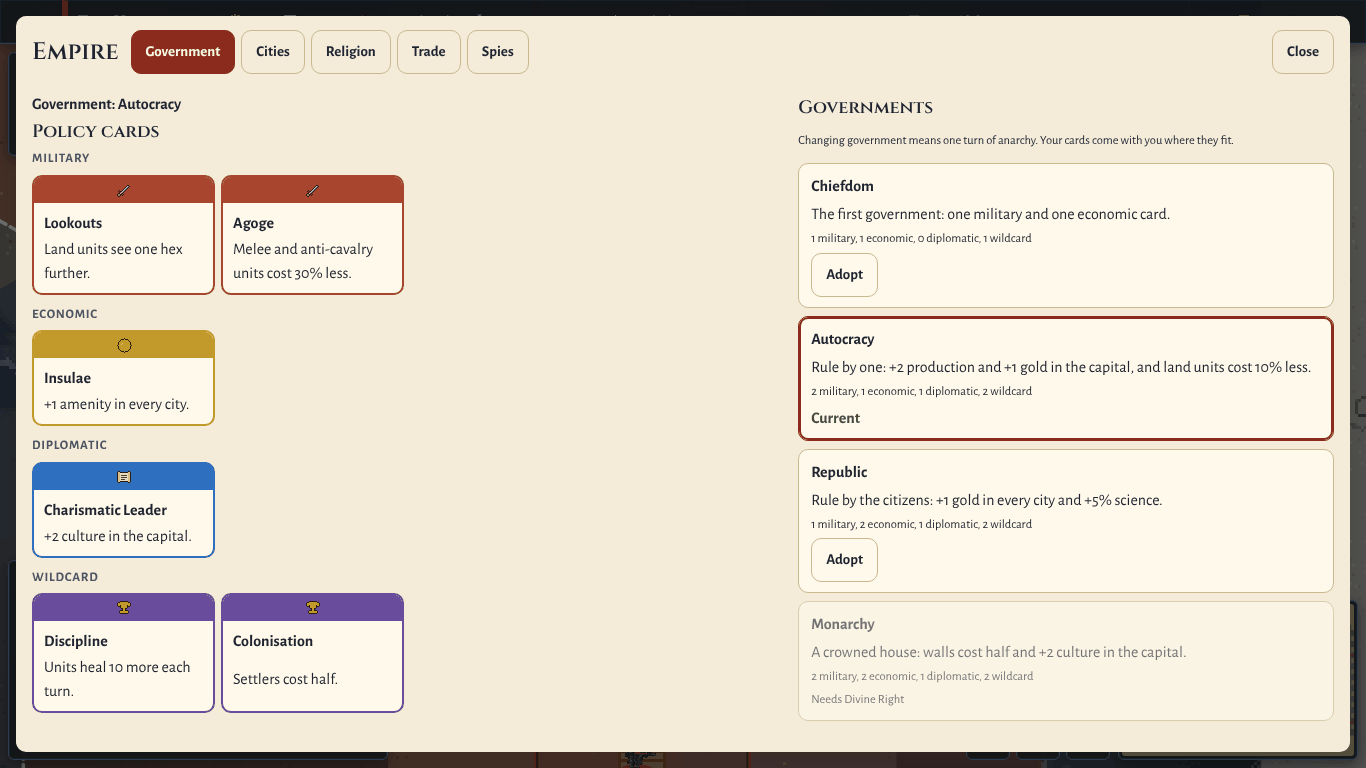 Empire
Government
Cities
Religion
Trade
Spies
Close
Government: Autocracy
Policy cards
MILITARY
Lookouts
Land units see one hex
further.
Agoge
Melee and anti-cavalry
units cost 30% less.
ECONOMIC
Insulae
+1 amenity in every city.
DIPLOMATIC
Charismatic Leader
+2 culture in the capital.
WILDCARD
Discipline
Units heal 10 more each
turn.
Colonisation
Settlers cost half.
Governments
Changing government means one turn of anarchy. Your cards come with you where they fit.
Chiefdom
The first government: one military and one economic card.
1 military, 1 economic, 0 diplomatic, 1 wildcard
Adopt
Autocracy
Rule by one: +2 production and +1 gold in the capital, and land units cost 10% less.
2 military, 1 economic, 1 diplomatic, 2 wildcard
Current
Republic
Rule by the citizens: +1 gold in every city and +5% science.
1 military, 2 economic, 1 diplomatic, 2 wildcard
Adopt
Monarchy
A crowned house: walls cost half and +2 culture in the capital.
2 military, 2 economic, 1 diplomatic, 2 wildcard
Needs Divine Right